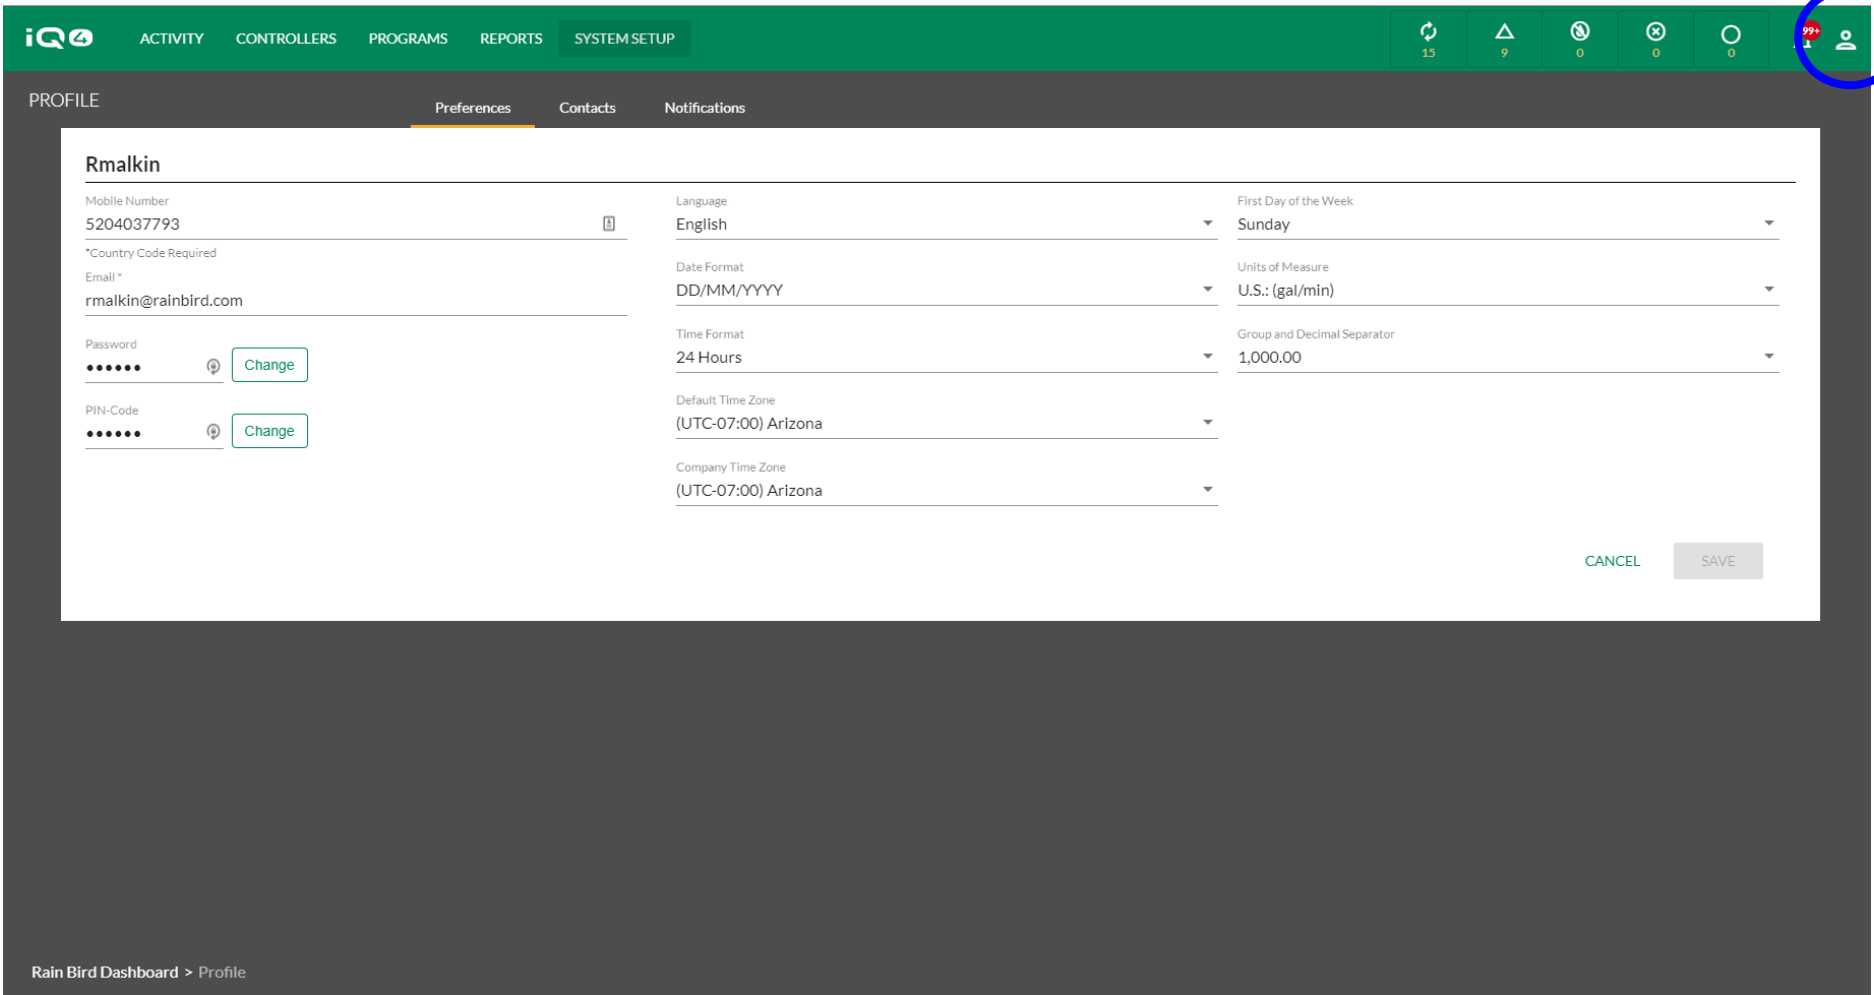 iQ4 ACTIVITY CONTROLLERS PROGRAMS REPORTS SYSTEM SETUP
15 9 0 0 0 99+
PROFILE
Preferences Contacts Notifications
Rmalkin
Mobile Number
5204037793
*Country Code Required
Email *
rmalkin@rainbird.com
Password
•••••• Change
PIN-Code
•••••• Change
Language
English
Date Format
DD/MM/YYYY
Time Format
24 Hours
Default Time Zone
(UTC-07:00) Arizona
Company Time Zone
(UTC-07:00) Arizona
First Day of the Week
Sunday
Units of Measure
U.S.: (gal/min)
Group and Decimal Separator
1,000.00
CANCEL SAVE
Rain Bird Dashboard > Profile